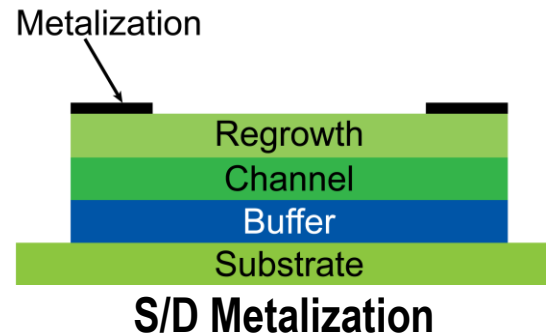 Metalization
Regrowth
Channel
Buffer
Substrate
S/D Metalization